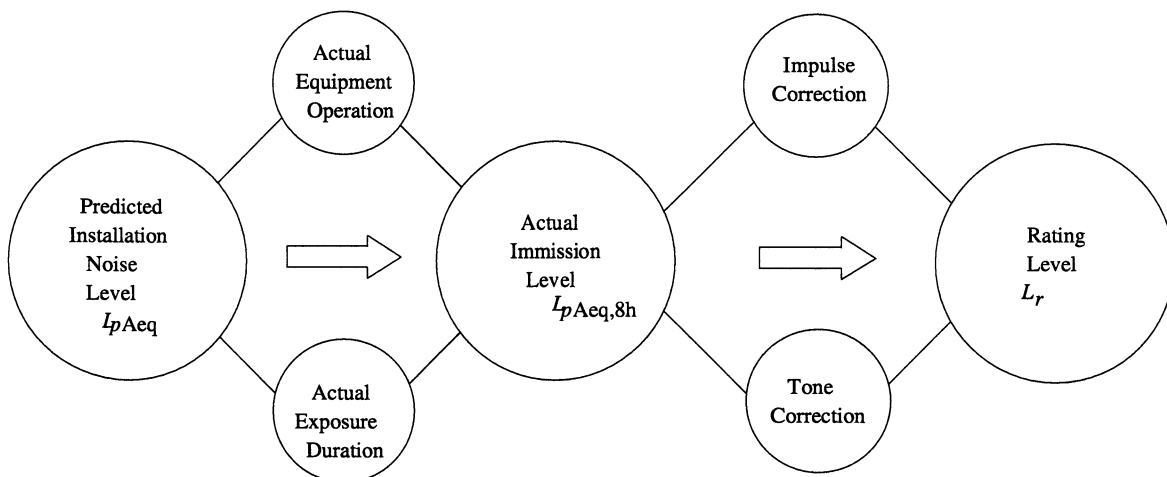 Actual
Equipment
Operation
Impulse
Correction
Predicted
Installation
Noise
Level
LpAeq
Actual
Immission
Level
LpAeq,8h
Rating
Level
Lr
Actual
Exposure
Duration
Tone
Correction